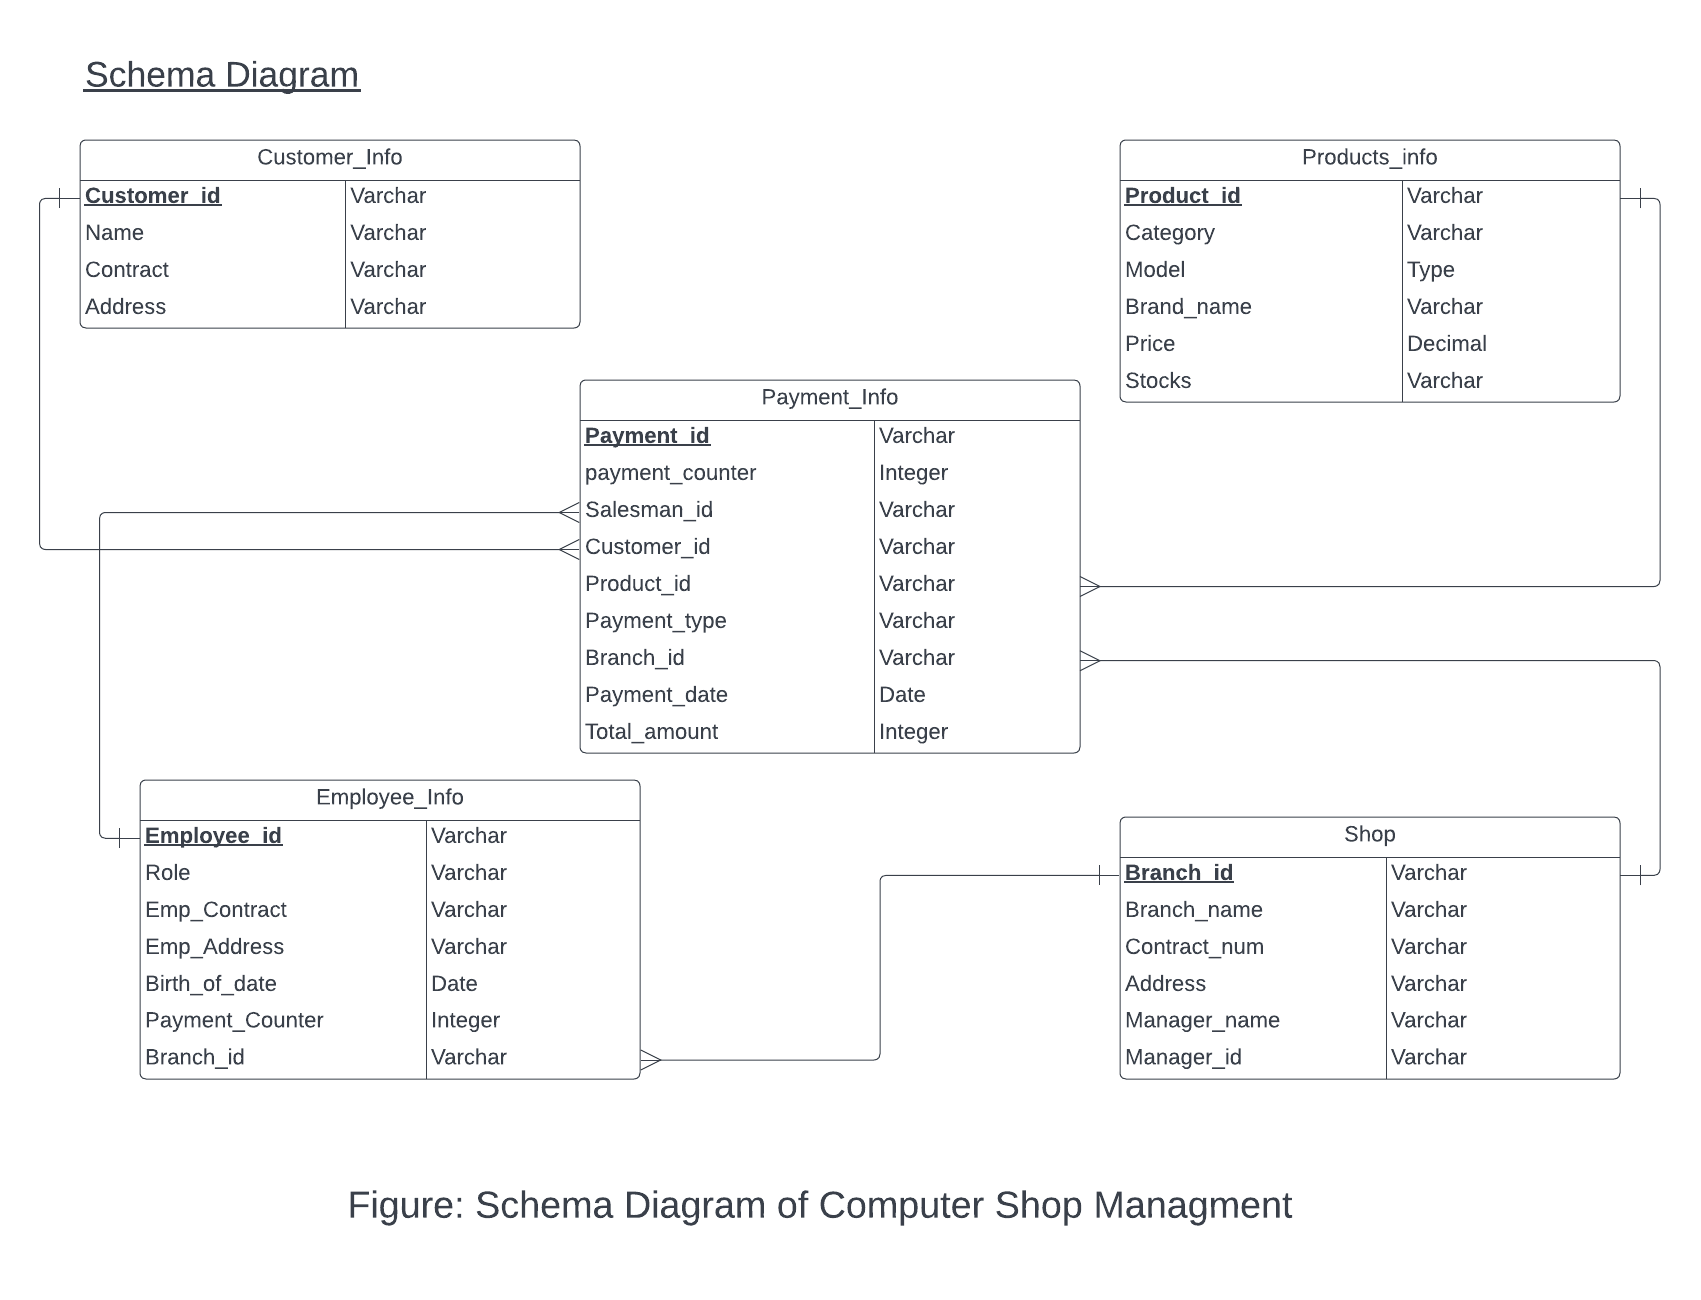 Schema Diagram
Customer_Info
Customer_id Varchar
Name Varchar
Contract Varchar
Address Varchar
Products_info
Product_id Varchar
Category Varchar
Model Type
Brand_name Varchar
Price Decimal
Stocks Varchar
Payment_Info
Payment_id Varchar
payment_counter Integer
Salesman_id Varchar
Customer_id Varchar
Product_id Varchar
Payment_type Varchar
Branch_id Varchar
Payment_date Date
Total_amount Integer
Employee_Info
Employee_id Varchar
Role Varchar
Emp_Contract Varchar
Emp_Address Varchar
Birth_of_date Date
Payment_Counter Integer
Branch_id Varchar
Shop
Branch_id Varchar
Branch_name Varchar
Contract_num Varchar
Address Varchar
Manager_name Varchar
Manager_id Varchar
Figure: Schema Diagram of Computer Shop Managment